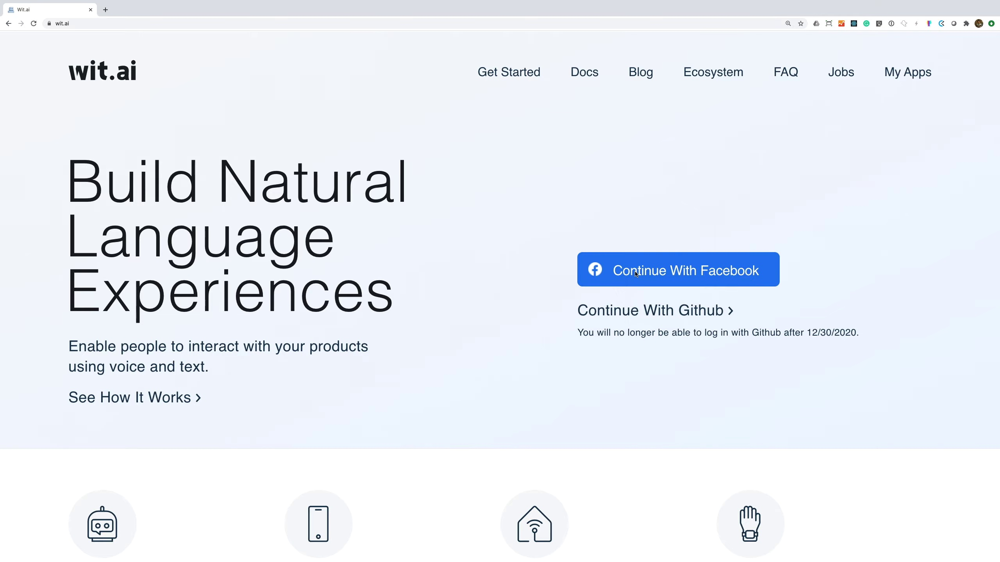 Wit.ai
wit.ai
wit.ai
Get Started
Docs
Blog
Ecosystem
FAQ
Jobs
My Apps
Build Natural
Language
Experiences
Enable people to interact with your products
using voice and text.
See How It Works
Continue With Facebook
Continue With Github
You will no longer be able to log in with Github after 12/30/2020.